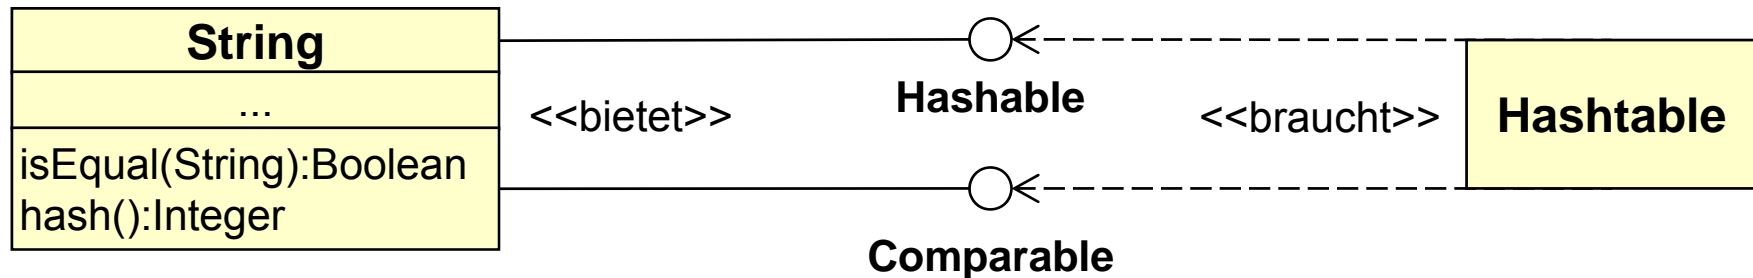 String
...
isEqual(String):Boolean
hash():Integer
<<bietet>>
Hashable
Comparable
<<braucht>>
Hashtable